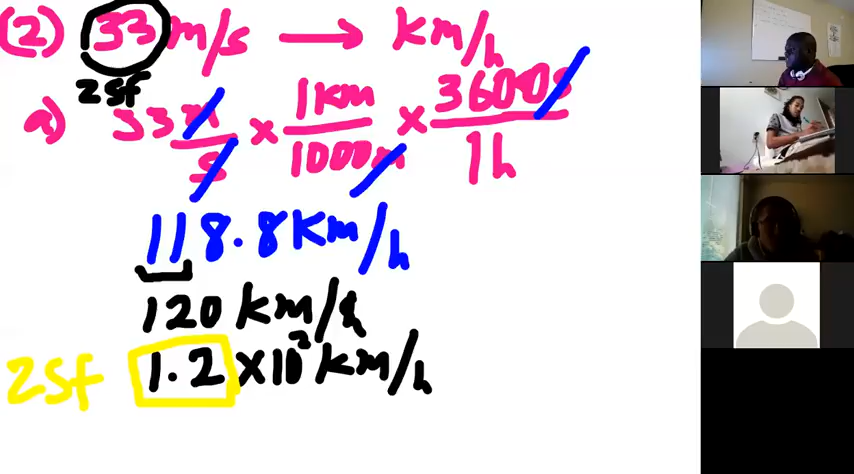 (2) 33 m/s → km/h
2sf
a) 33 m/s × 1km/1000m × 3600s/1h
118.8 km/h
120 km/h
2sf 1.2 ×10² km/h